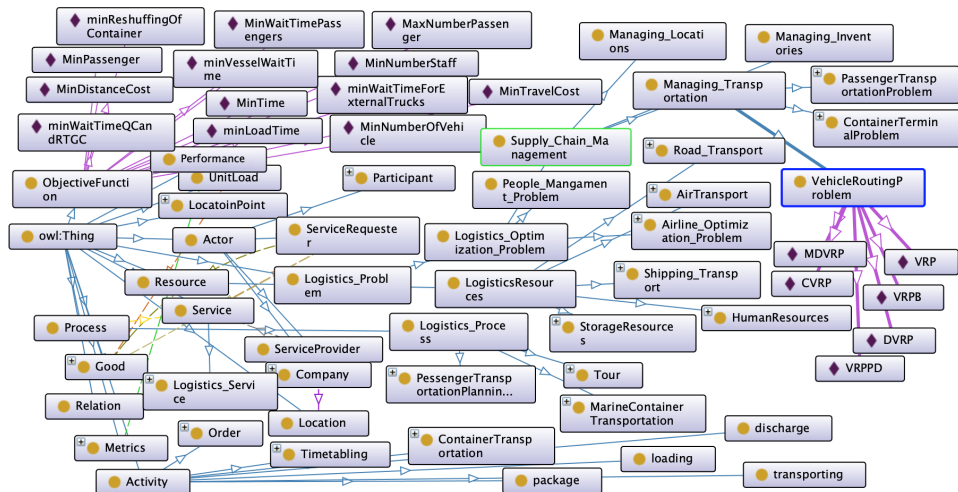 minReshuffingOf
Container
MinWaitTimePas
engers
MaxNumberPassen
ger
Managing_Locati
ons
Managing_Invent
ories
MinPassenger
minVesselWaitTi
me
MinNumberStaff
MinDistanceCost
minWaitTimeForE
xternalTrucks
MinTravelCost
Managing_Transp
ortation
PassengerTransp
ortationProblem
MinTime
minWaitTimeQCan
dRTGC
minLoadTime
MinNumberOfVehi
cle
Supply_Chain_Ma
nagement
ContainerTermin
alProblem
Performance
Road_Transport
ObjectiveFuncti
on
UnitLoad
Participant
People_Mangamen
t_Problem
AirTransport
VehicleRoutingP
roblem
LocatoinPoint
owl:Thing
Actor
ServiceRequeste
r
Logistics_Optim
ization_Problem
Airline_Optimiz
ation_Problem
MDVRP
VRP
Resource
Logistics_Probl
em
LogisticsResour
ces
Shipping_Transp
ort
CVRP
VRPB
Service
Process
Logistics_Proce
ss
StorageResource
s
HumanResources
DVRP
ServiceProvider
Good
Logistics_Servi
ce
Company
PessengerTransp
ortationPlannin...
Tour
VRPPD
Relation
Location
MarineContainer
Transportation
Order
Metrics
Timetabling
ContainerTransp
ortation
discharge
loading
Activity
package
transporting